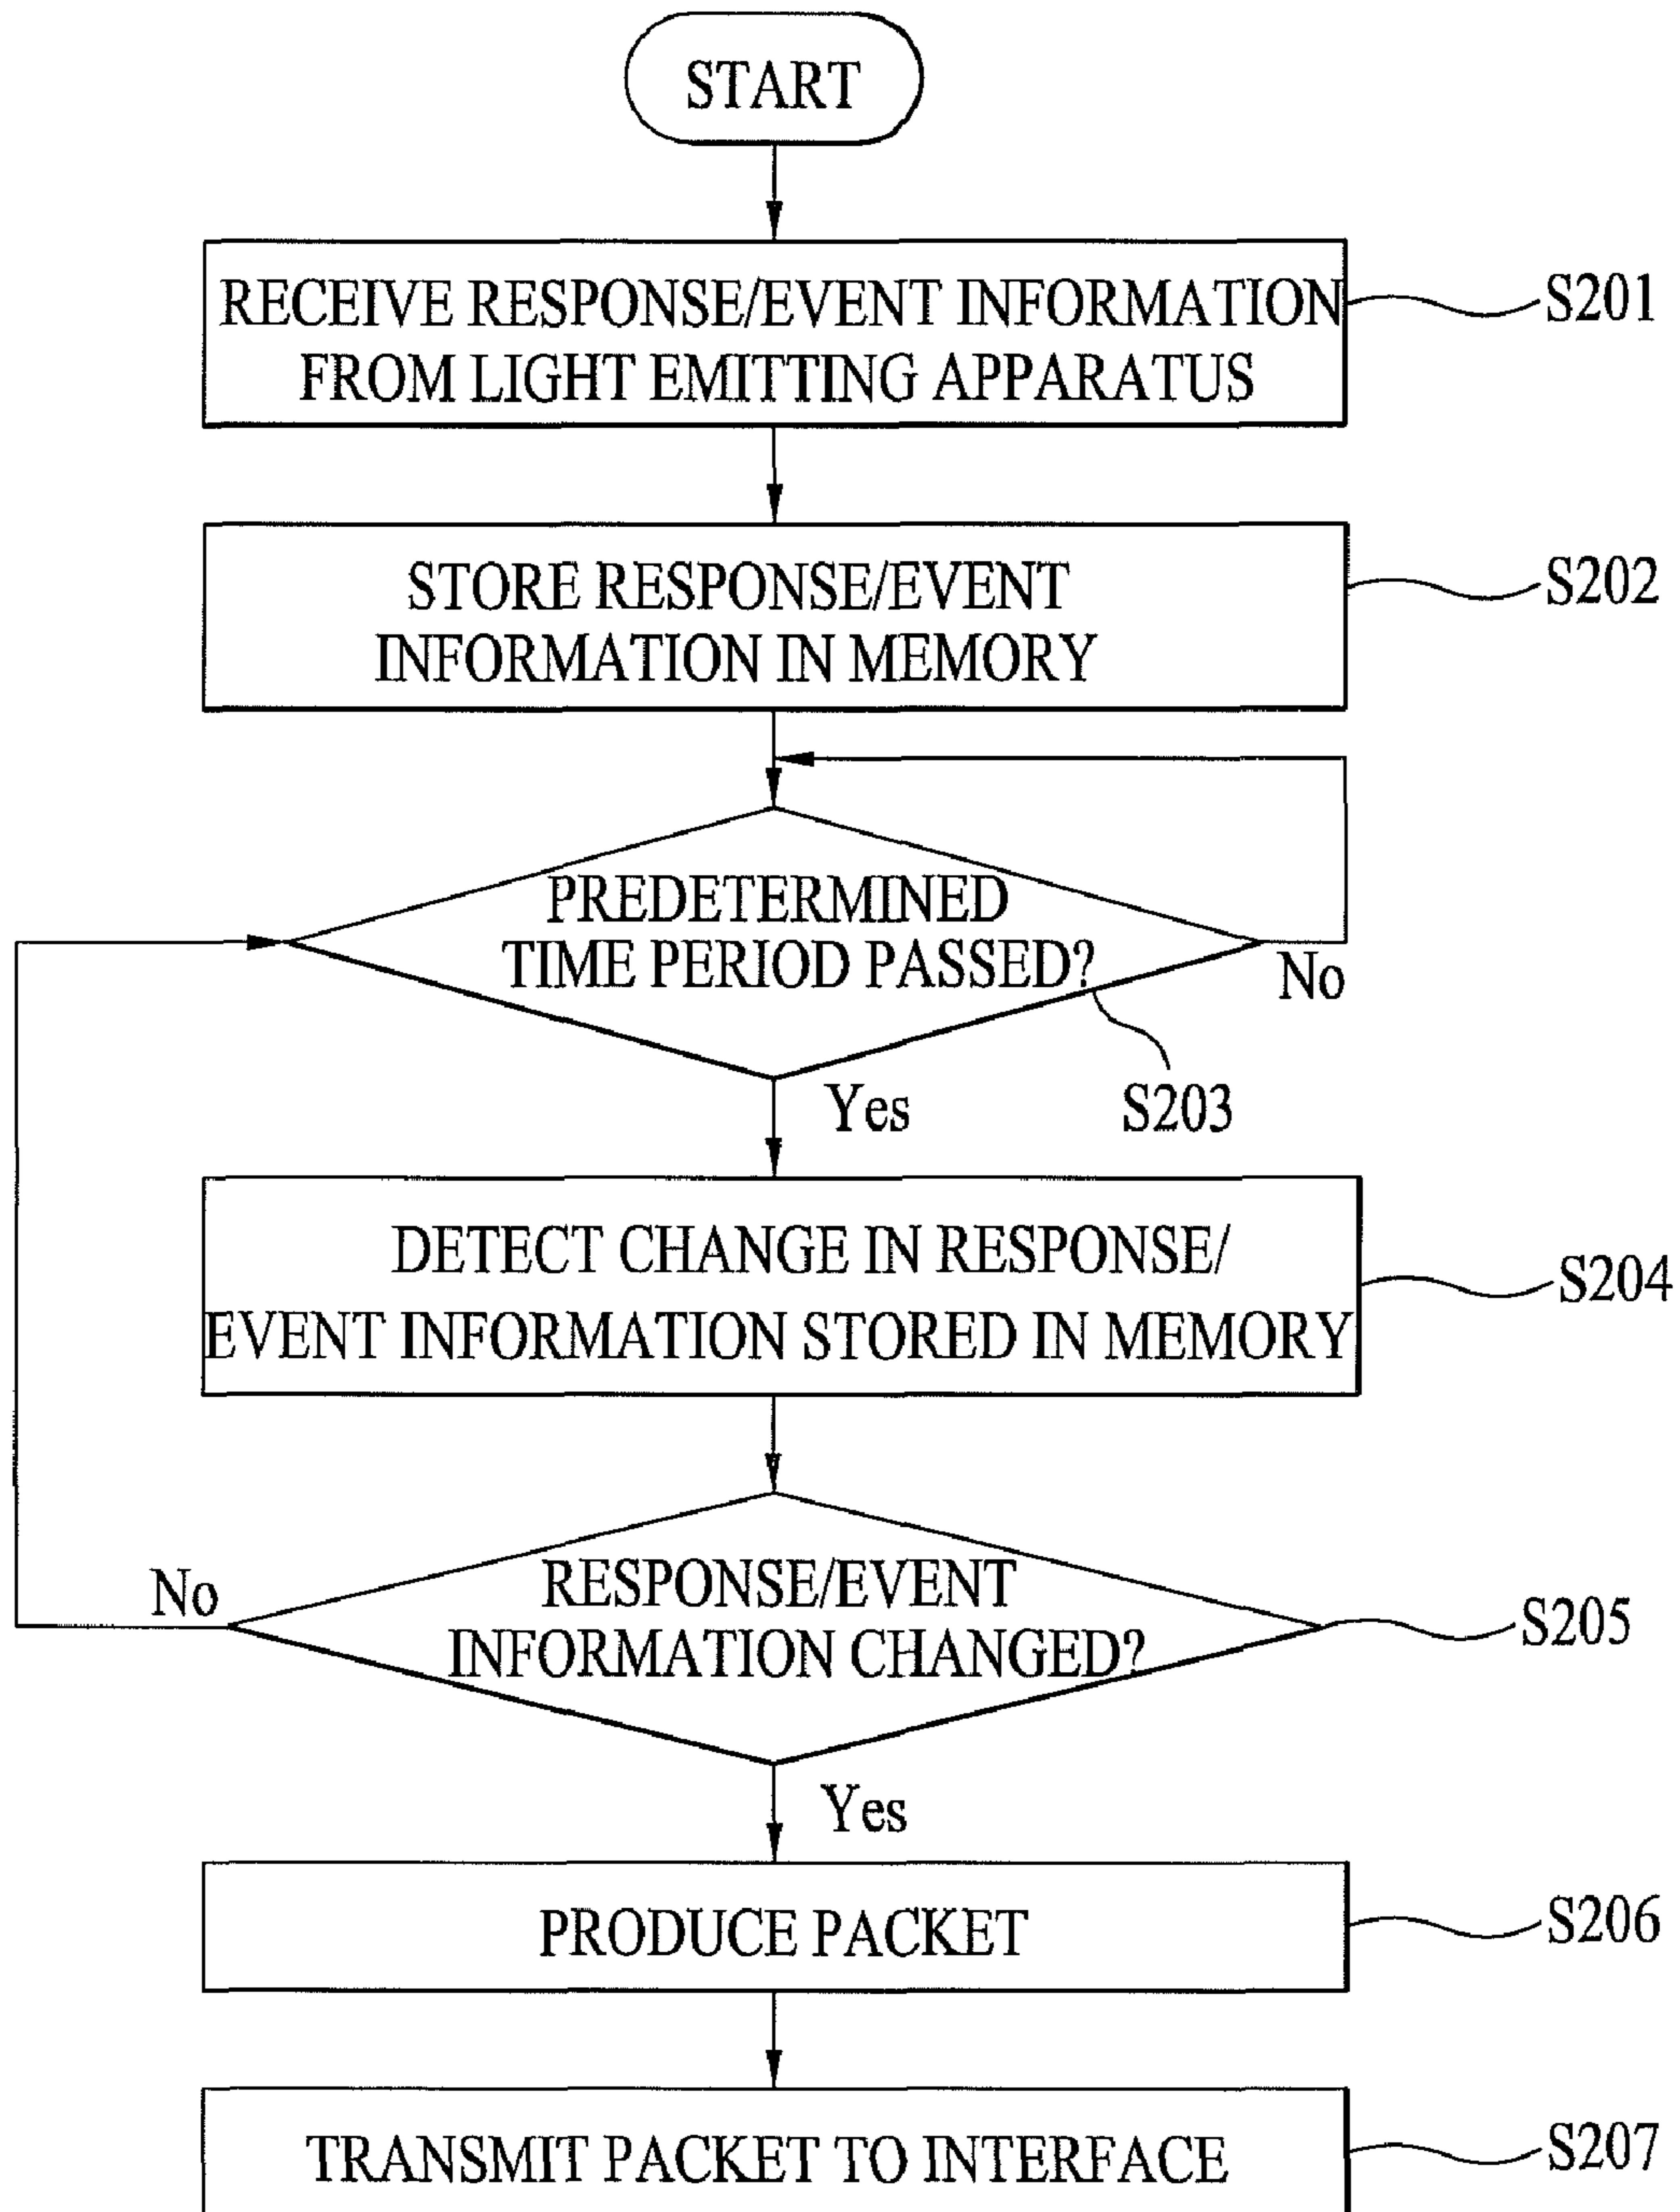 START
RECEIVE RESPONSE/EVENT INFORMATION
FROM LIGHT EMITTING APPARATUS
S201
STORE RESPONSE/EVENT
INFORMATION IN MEMORY
S202
PREDETERMINED
TIME PERIOD PASSED?
No
Yes
S203
DETECT CHANGE IN RESPONSE/
EVENT INFORMATION STORED IN MEMORY
S204
RESPONSE/EVENT
INFORMATION CHANGED?
No
S205
Yes
PRODUCE PACKET
S206
TRANSMIT PACKET TO INTERFACE
S207